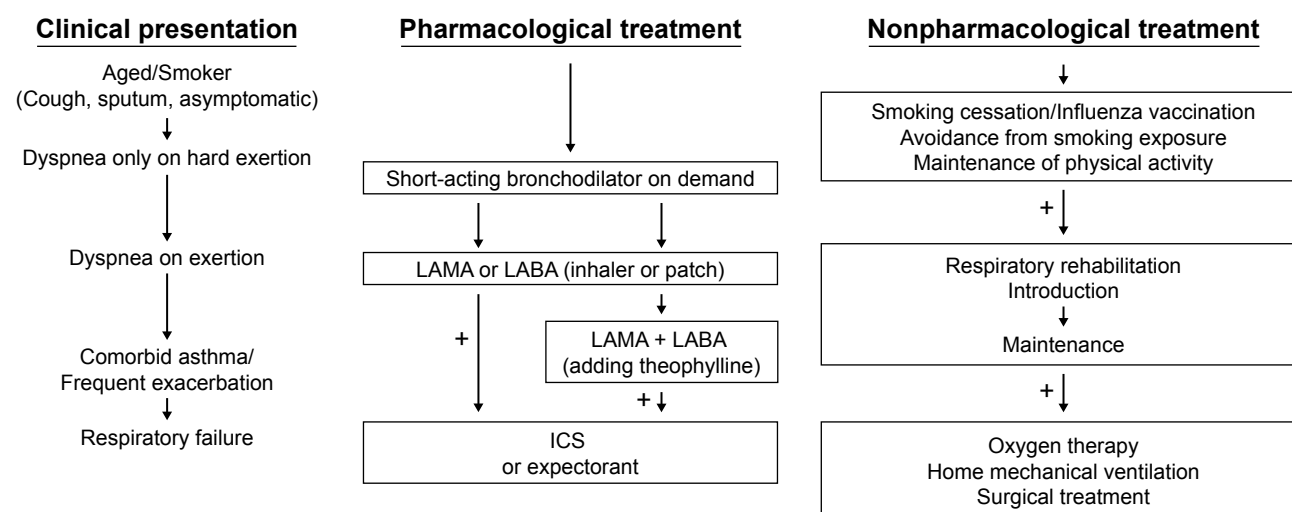 Clinical presentation
Aged/Smoker
(Cough, sputum, asymptomatic)
Dyspnea only on hard exertion
Dyspnea on exertion
Comorbid asthma/
Frequent exacerbation
Respiratory failure
Pharmacological treatment
Short-acting bronchodilator on demand
LAMA or LABA (inhaler or patch)
+
LAMA + LABA
(adding theophylline)
+
ICS
or expectorant
Nonpharmacological treatment
Smoking cessation/Influenza vaccination
Avoidance from smoking exposure
Maintenance of physical activity
+
Respiratory rehabilitation
Introduction
Maintenance
+
Oxygen therapy
Home mechanical ventilation
Surgical treatment